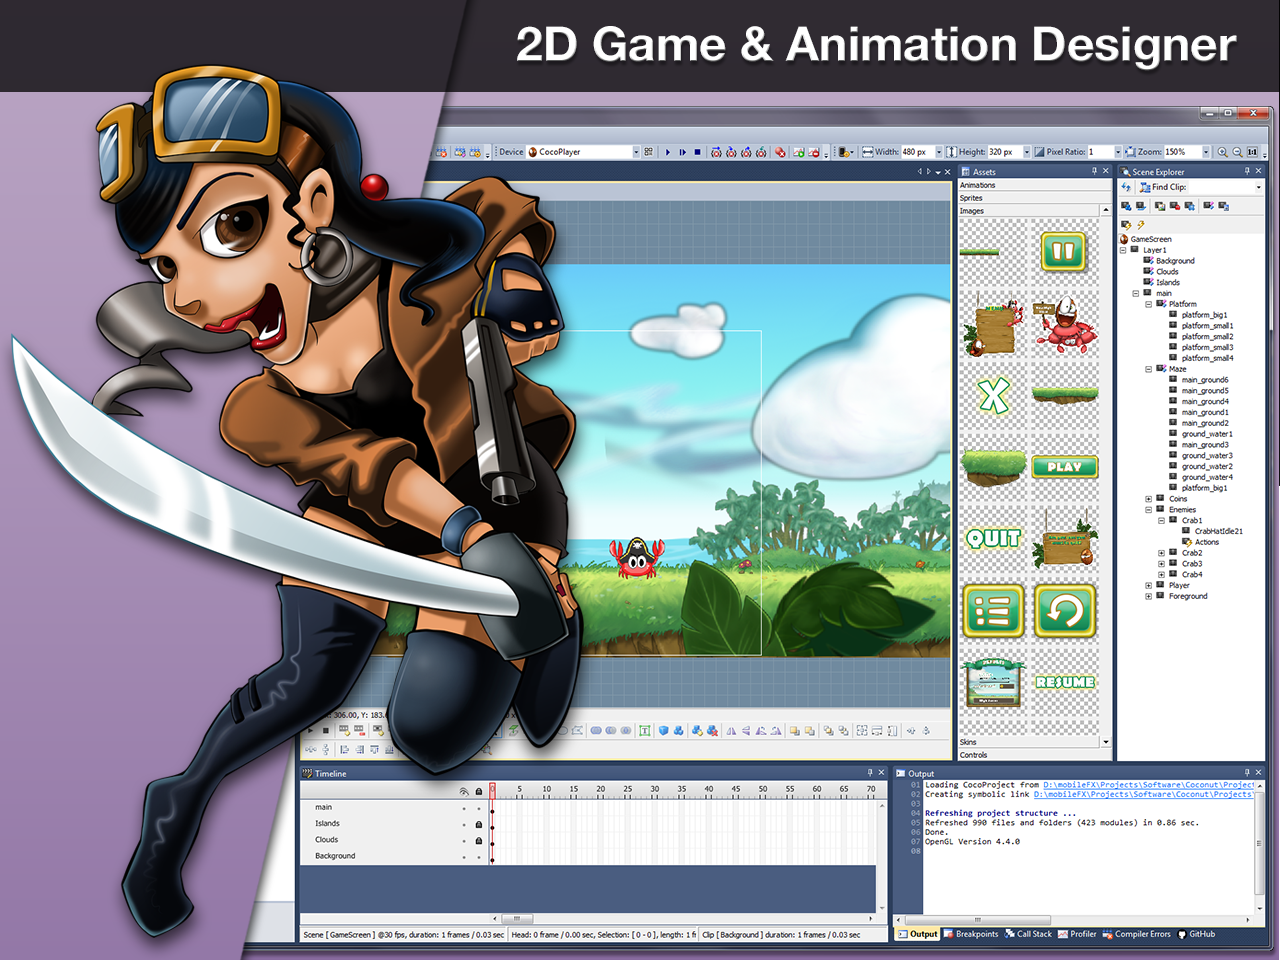 2D Game & Animation Designer
Device CocoPlayer Width: 480 px Height: 320 px Pixel Ratio: 1 Zoom: 150%
Assets
Animations
Sprites
Images
X
PLAY
QUIT
RESUME
Skins
Controls
Scene Explorer
Find Clip:
GameScreen
Layer1
Background
Clouds
Islands
main
Platform
platform_big1
platform_small1
platform_small2
platform_small3
platform_small4
Maze
main_ground6
main_ground5
main_ground4
main_ground1
main_ground2
ground_water1
main_ground3
ground_water3
ground_water2
ground_water4
platform_big1
Coins
Enemies
Crab1
CrabHatIdle21
Actions
Crab2
Crab3
Crab4
Player
Foreground
306.00, Y: 183.
Timeline
0 5 10 15 20 25 30 35 40 45 50 55 60 65 70
main
Islands
Clouds
Background
Scene [ GameScreen ] @30 fps, duration: 1 frames / 0.03 sec Head: 0 frame / 0.00 sec, Selection: [ 0 - 0 ], length: 1 fr Clip [ Background ] duration: 1 frames / 0.03 sec
Output
01 Loading CocoProject from D:\mobileFX\Projects\Software\Coconut\Project
02 Creating symbolic link D:\mobileFX\Projects\Software\Coconut\Projects
03
04 Refreshing project structure ...
05 Refreshed 990 files and folders (423 modules) in 0.86 sec.
06 Done.
07 OpenGL Version 4.4.0
08
Output Breakpoints Call Stack Profiler Compiler Errors GitHub